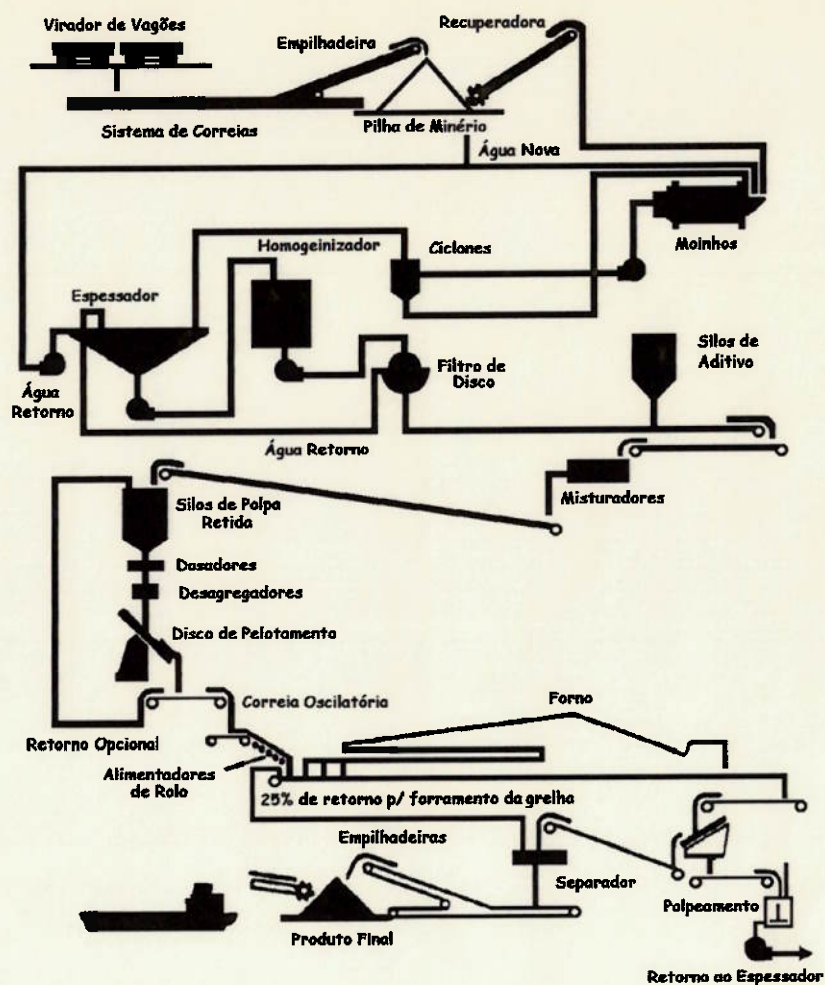 Virador de Vagões
Recuperadora
Empilhadeira
Sistema de Correias
Pilha de Minério
Água Nova
Moinhos
Homogeinizador
Ciclones
Espessador
Silos de
Aditivo
Filtro de
Disco
Água
Retorno
Água Retorno
Misturadores
Silos de Polpa
Retida
Dosadores
Desagregadores
Disco de Pelotamento
Correia Oscilatória
Forno
Retorno Opcional
Alimentadores
de Rolo
25% de retorno p/ forramento da grelha
Empilhadeiras
Separador
Polpeamento
Produto Final
Retorno ao Espessador